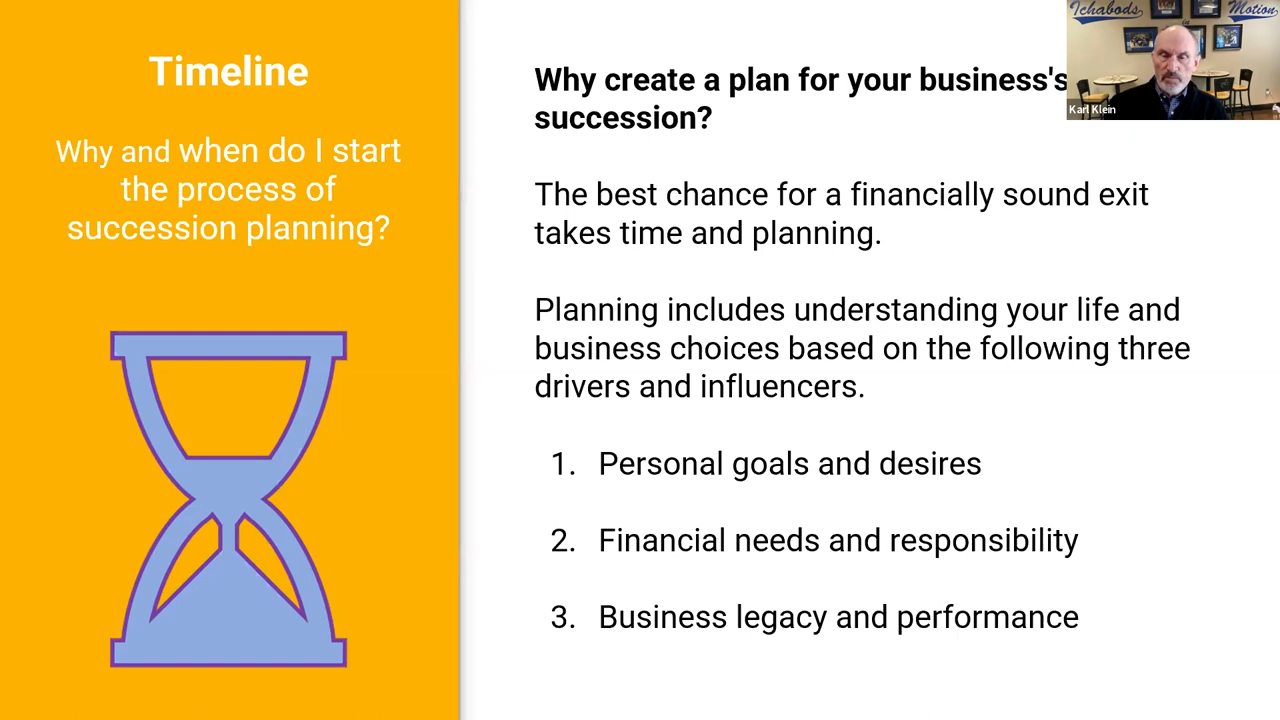 Timeline
Why and when do I start
the process of
succession planning?
Why create a plan for your business's
succession?
The best chance for a financially sound exit
takes time and planning.
Planning includes understanding your life and
business choices based on the following three
drivers and influencers.
1. Personal goals and desires
2. Financial needs and responsibility
3. Business legacy and performance
Ichabods in Motion
Karl Klein